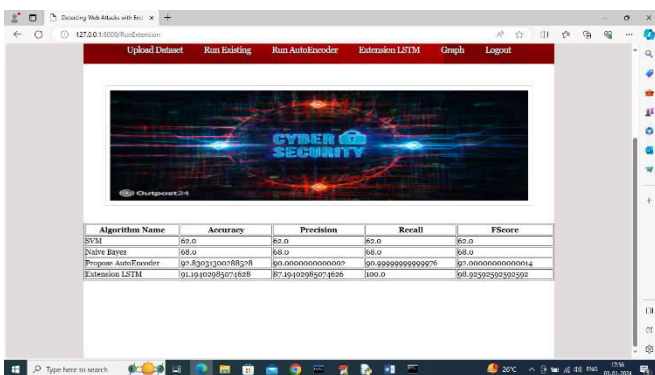 Detecting Web Attacks with End
127.0.0.1:8000/RunExtension
Upload Dataset Run Existing Run AutoEncoder Extension LSTM Graph Logout
CYBER
SECURITY
Outpost24
Algorithm Name Accuracy Precision Recall FScore
SVM 62.0 62.0 62.0 62.0
Naive Bayes 68.0 68.0 68.0 68.0
Propose AutoEncoder 92.83031300288528 90.0000000000002 90.99999999999976 92.00000000000014
Extension LSTM 91.19402985074628 87.19402985074626 100.0 98.92592592592592
Type here to search
26°C
ENG
17:56
03-01-2024